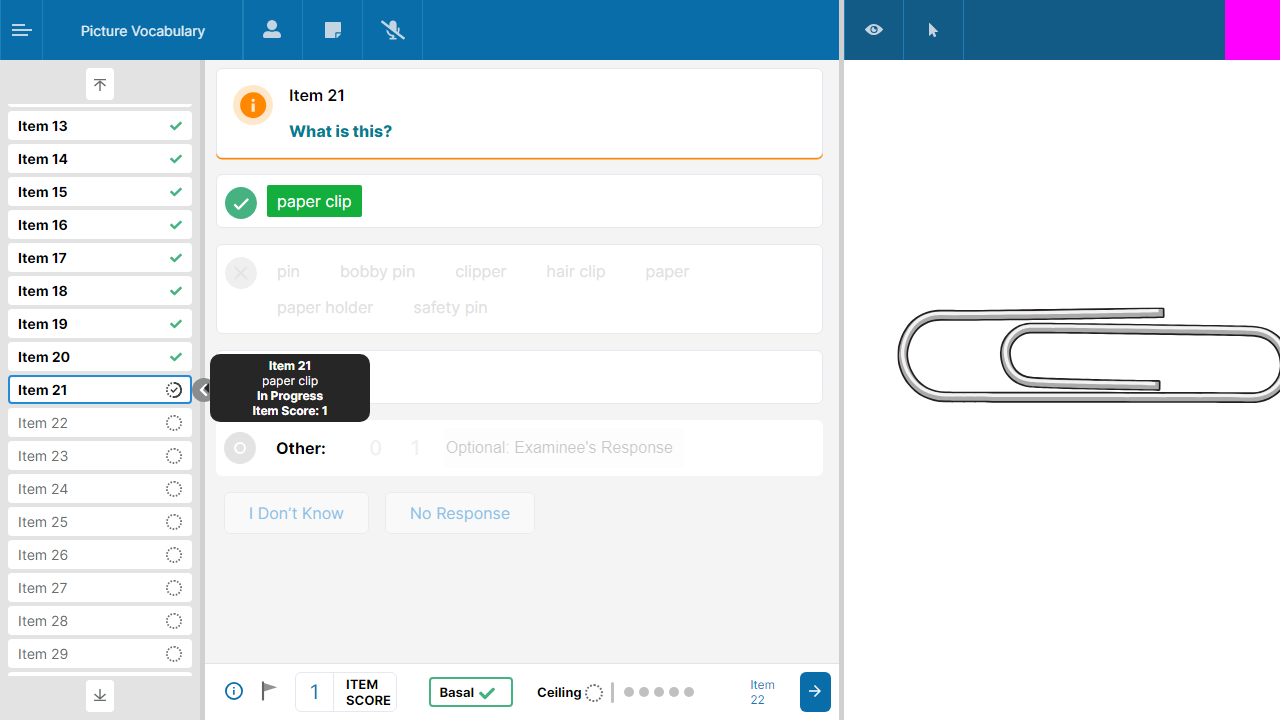 Picture Vocabulary
Item 13
Item 14
Item 15
Item 16
Item 17
Item 18
Item 19
Item 20
Item 21
Item 22
Item 23
Item 24
Item 25
Item 26
Item 27
Item 28
Item 29
Item 21
What is this?
paper clip
pin bobby pin clipper hair clip paper
paper holder safety pin
Item 21
paper clip
In Progress
Item Score: 1
Other: 0 1 Optional: Examinee's Response
I Don't Know No Response
1 ITEM
SCORE
Basal
Ceiling
Item
22